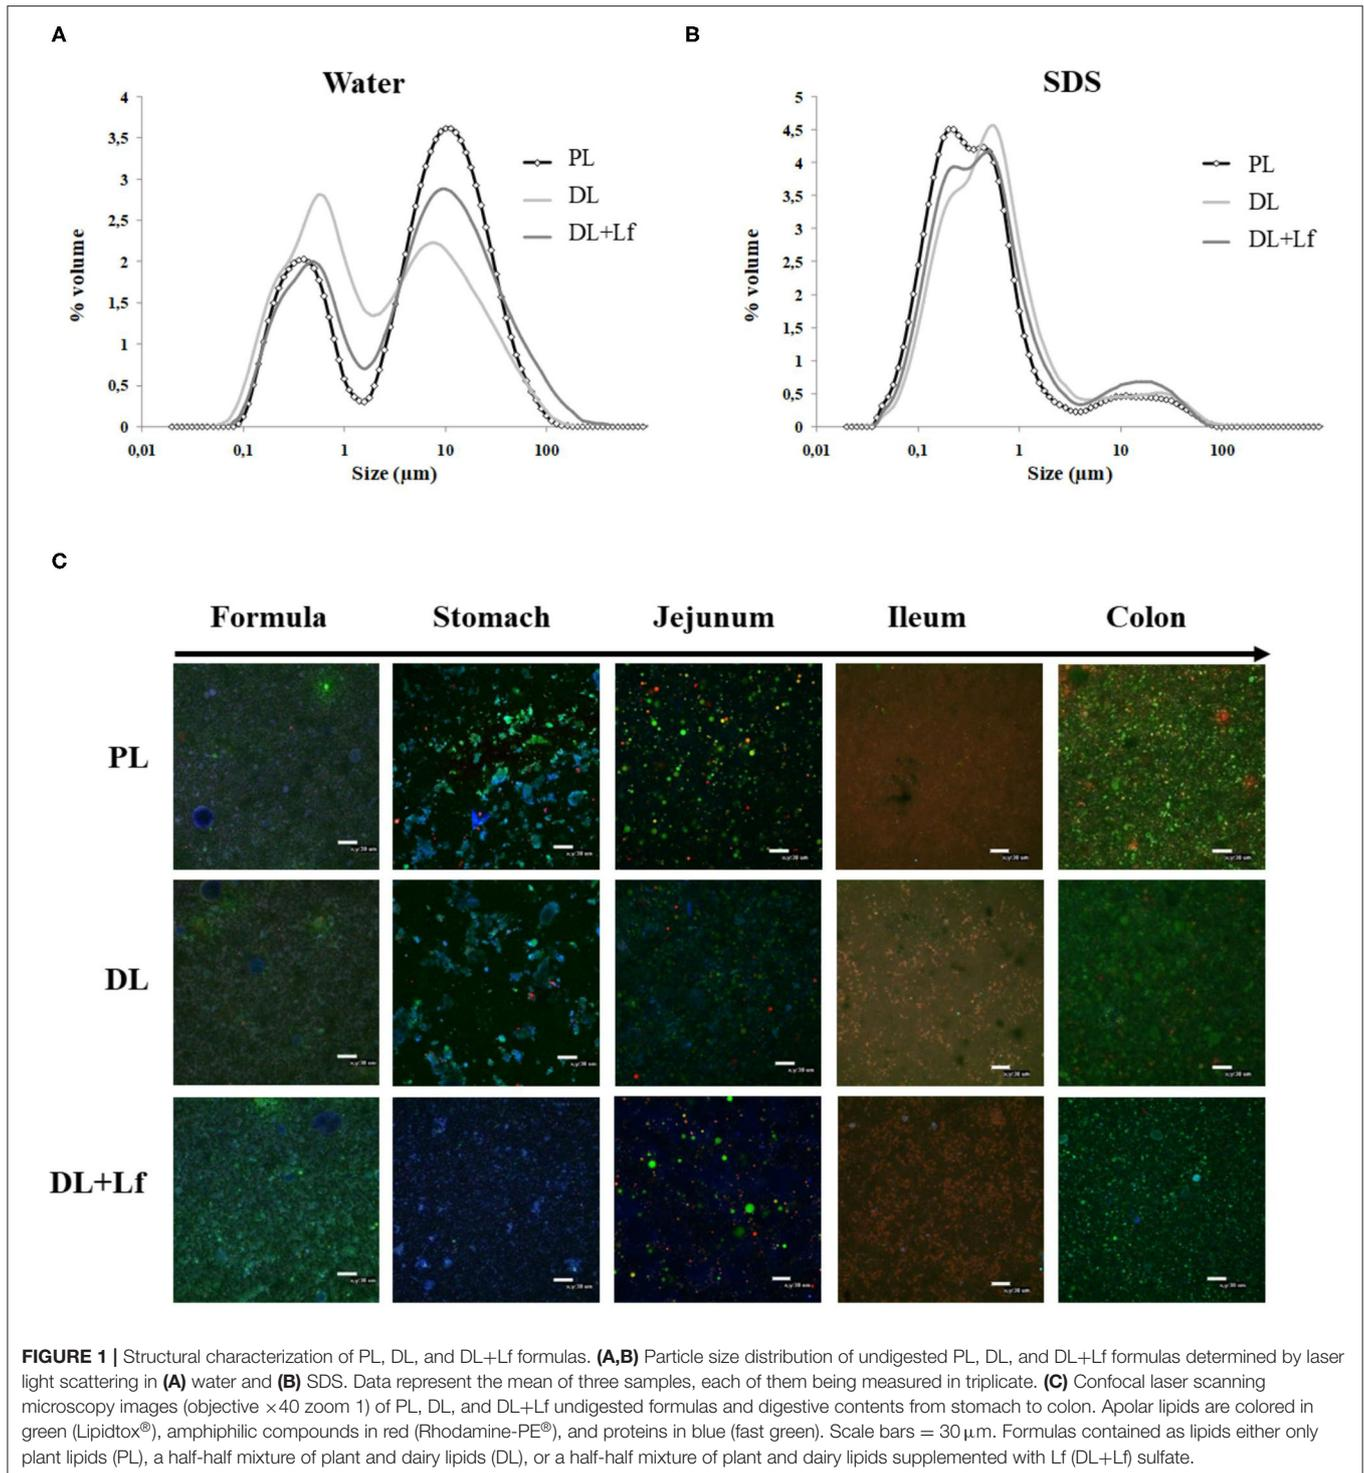 A
B
Water
SDS
4
3,5
3
2,5
2
1,5
1
0,5
0
% volume
0,01
0,1
1
10
100
Size (µm)
PL
DL
DL+Lf
5
4,5
4
3,5
3
2,5
2
1,5
1
0,5
0
% volume
0,01
0,1
1
10
100
Size (µm)
PL
DL
DL+Lf
C
Formula Stomach Jejunum Ileum Colon
PL
DL
DL+Lf
FIGURE 1 | Structural characterization of PL, DL, and DL+Lf formulas. (A,B) Particle size distribution of undigested PL, DL, and DL+Lf formulas determined by laser
light scattering in (A) water and (B) SDS. Data represent the mean of three samples, each of them being measured in triplicate. (C) Confocal laser scanning
microscopy images (objective ×40 zoom 1) of PL, DL, and DL+Lf undigested formulas and digestive contents from stomach to colon. Apolar lipids are colored in
green (Lipidtox®), amphiphilic compounds in red (Rhodamine-PE®), and proteins in blue (fast green). Scale bars = 30 µm. Formulas contained as lipids either only
plant lipids (PL), a half-half mixture of plant and dairy lipids (DL), or a half-half mixture of plant and dairy lipids supplemented with Lf (DL+Lf) sulfate.